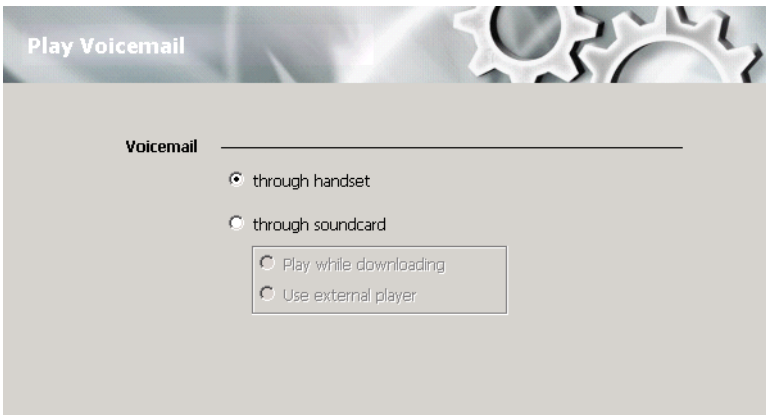 Play Voicemail
Voicemail
through handset
through soundcard
Play while downloading
Use external player